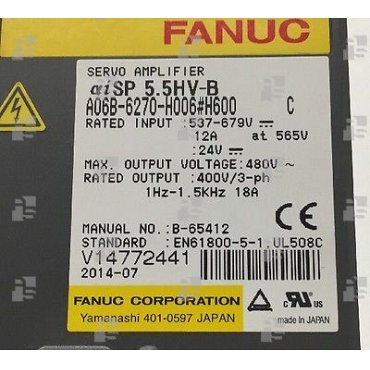 FANUC
SERVO AMPLIFIER
αiSP 5.5HV-B
A06B-6270-H006#H600 C
RATED INPUT :537-679V ⎓
12A at 565V
:24V ⎓
MAX. OUTPUT VOLTAGE:480V ~
RATED OUTPUT :400V/3-ph
1Hz-1.5KHz 18A
MANUAL NO. :B-65412
CE
STANDARD :EN61800-5-1,UL508C
V14772441
2014-07
FANUC CORPORATION
Yamanashi 401-0597 JAPAN
c UL US
made in JAPAN